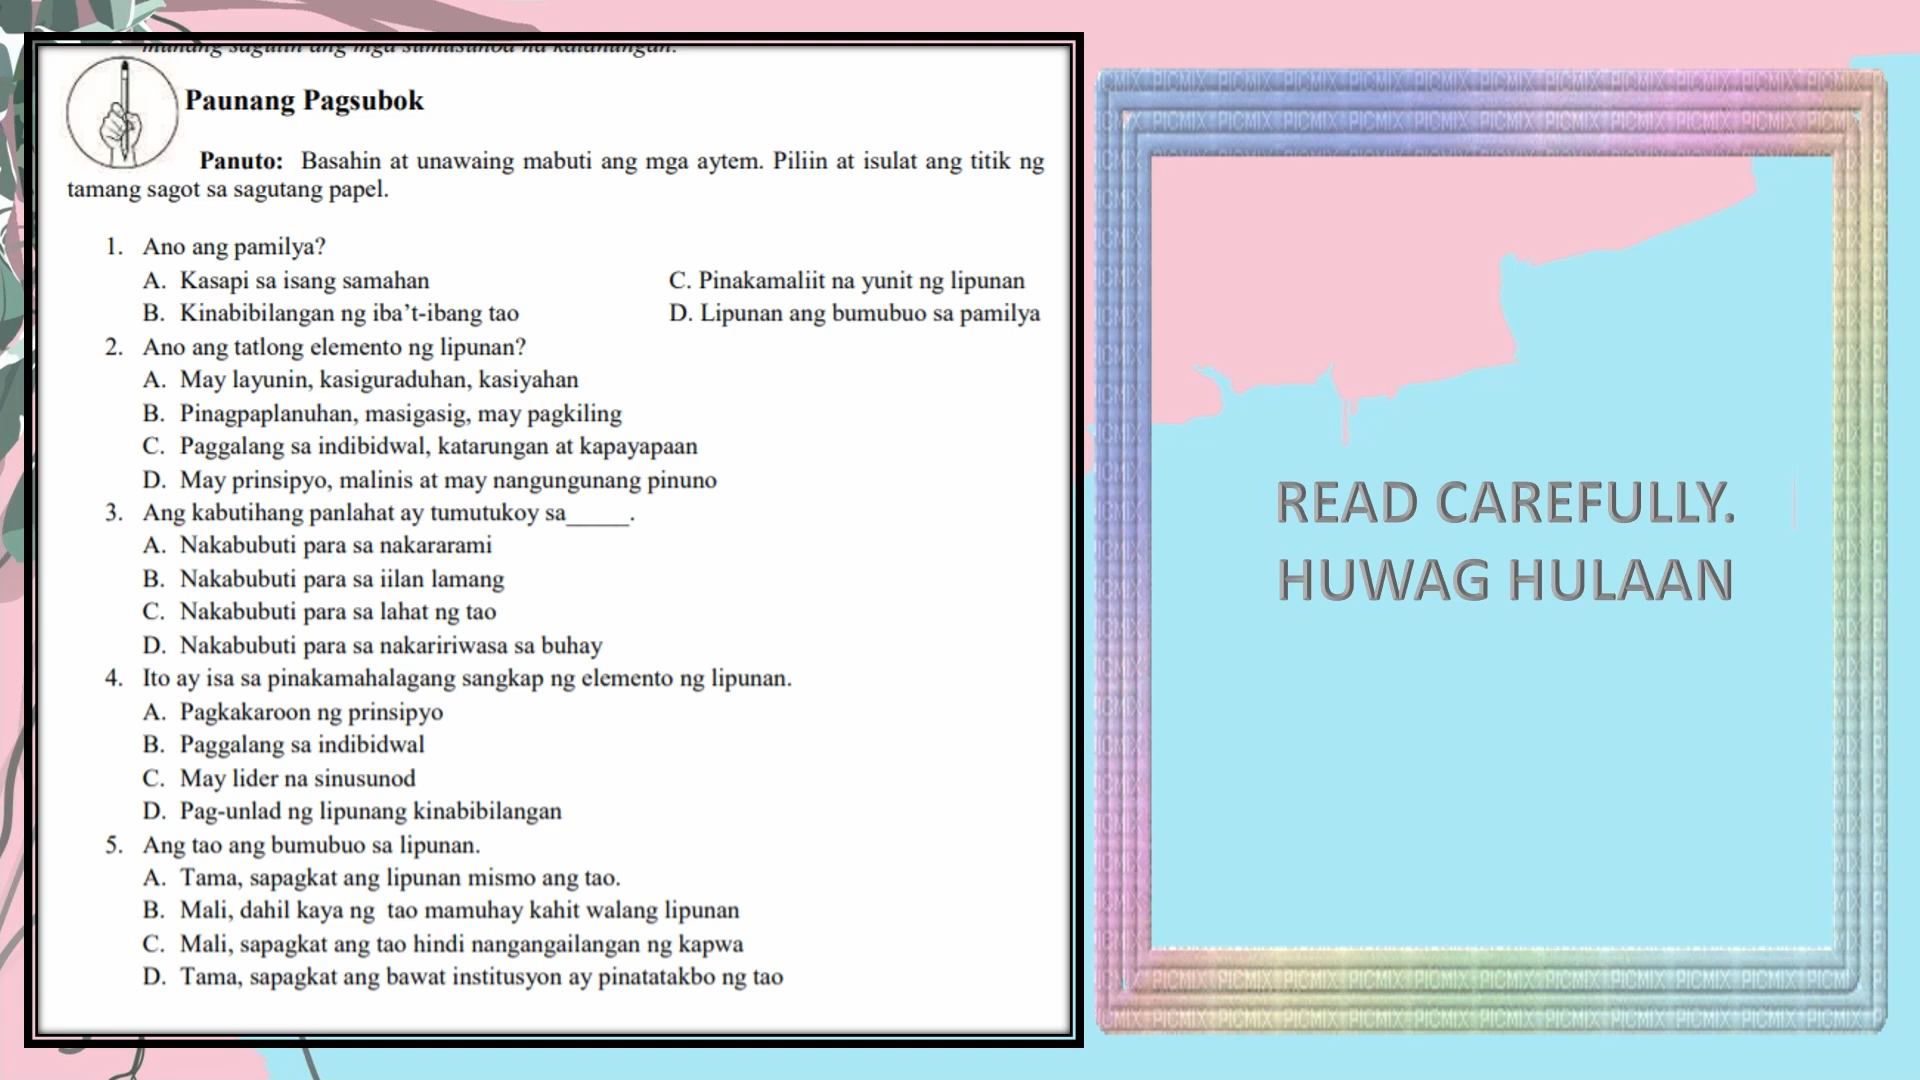 munang sagutin ang mga sumusunod na katanungan.
Paunang Pagsubok
Panuto: Basahin at unawaing mabuti ang mga aytem. Piliin at isulat ang titik ng
tamang sagot sa sagutang papel.
1. Ano ang pamilya?
A. Kasapi sa isang samahan
C. Pinakamaliit na yunit ng lipunan
B. Kinabibilangan ng iba't-ibang tao
D. Lipunan ang bumubuo sa pamilya
2. Ano ang tatlong elemento ng lipunan?
A. May layunin, kasiguraduhan, kasiyahan
B. Pinagpaplanuhan, masigasig, may pagkiling
C. Paggalang sa indibidwal, katarungan at kapayapaan
D. May prinsipyo, malinis at may nangungunang pinuno
3. Ang kabutihang panlahat ay tumutukoy sa_____.
A. Nakabubuti para sa nakararami
B. Nakabubuti para sa iilan lamang
C. Nakabubuti para sa lahat ng tao
D. Nakabubuti para sa nakaririwasa sa buhay
4. Ito ay isa sa pinakamahalagang sangkap ng elemento ng lipunan.
A. Pagkakaroon ng prinsipyo
B. Paggalang sa indibidwal
C. May lider na sinusunod
D. Pag-unlad ng lipunang kinabibilangan
5. Ang tao ang bumubuo sa lipunan.
A. Tama, sapagkat ang lipunan mismo ang tao.
B. Mali, dahil kaya ng tao mamuhay kahit walang lipunan
C. Mali, sapagkat ang tao hindi nangangailangan ng kapwa
D. Tama, sapagkat ang bawat institusyon ay pinatatakbo ng tao
READ CAREFULLY.
HUWAG HULAAN